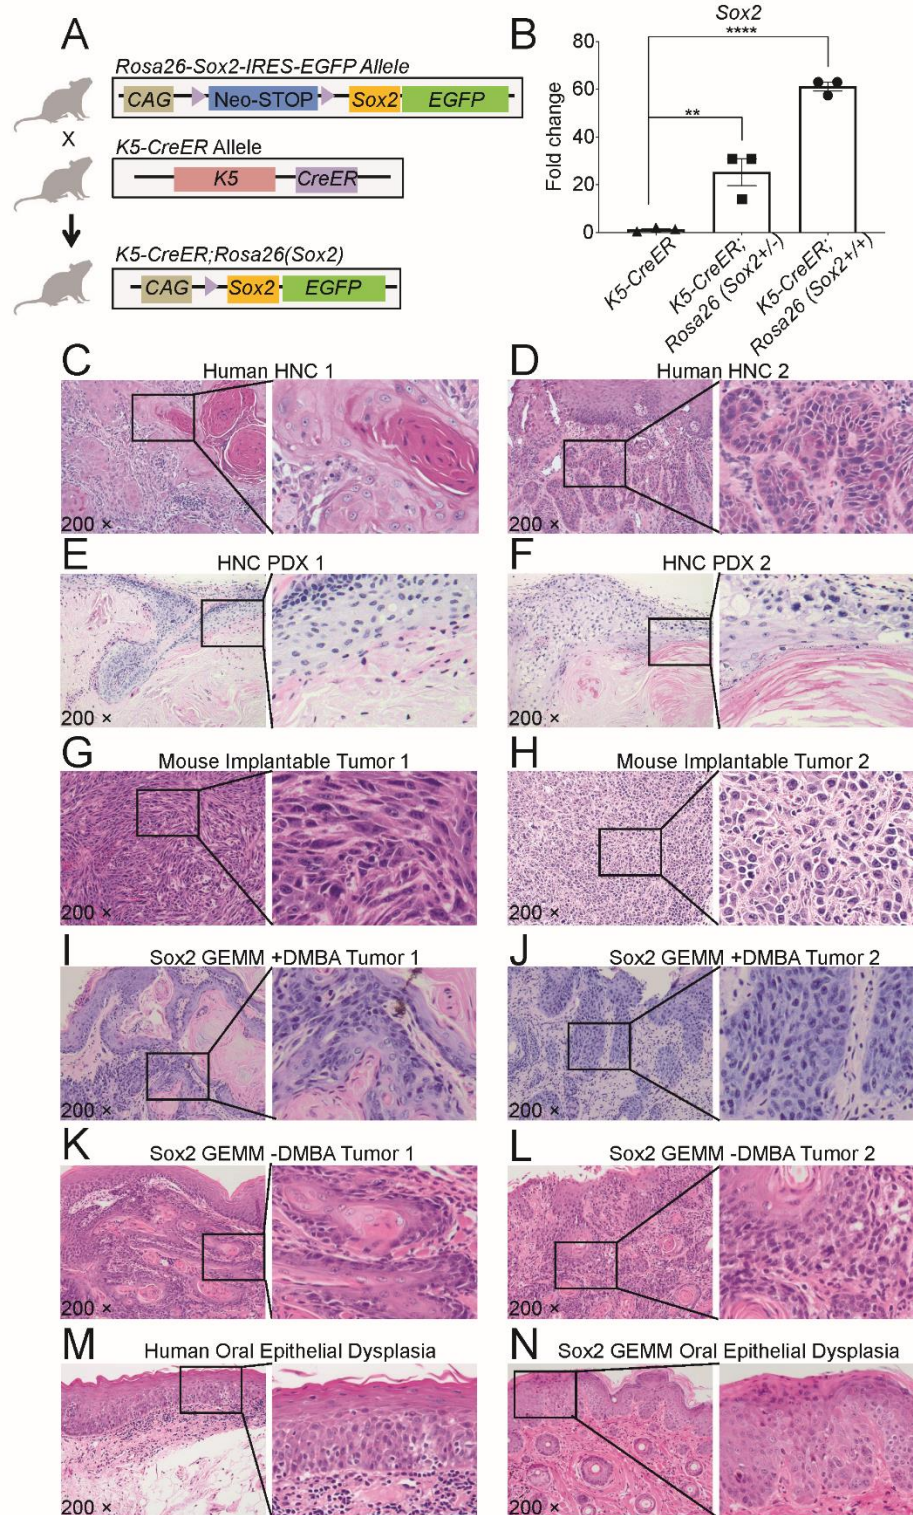 A
Rosa26-Sox2-IRES-EGFP Allele
CAG Neo-STOP Sox2 EGFP
X
K5-CreER Allele
K5 CreER
K5-CreER;Rosa26(Sox2)
CAG Sox2 EGFP
B
Sox2
****
**
Fold change
80
60
40
20
0
K5-CreER
K5-CreER;
Rosa26 (Sox2+/-)
K5-CreER;
Rosa26 (Sox2+/+)
C
Human HNC 1
200 ×
D
Human HNC 2
200 ×
E
HNC PDX 1
200 ×
F
HNC PDX 2
200 ×
G
Mouse Implantable Tumor 1
200 ×
H
Mouse Implantable Tumor 2
200 ×
I
Sox2 GEMM +DMBA Tumor 1
200 ×
J
Sox2 GEMM +DMBA Tumor 2
200 ×
K
Sox2 GEMM -DMBA Tumor 1
200 ×
L
Sox2 GEMM -DMBA Tumor 2
200 ×
M
Human Oral Epithelial Dysplasia
200 ×
N
Sox2 GEMM Oral Epithelial Dysplasia
200 ×